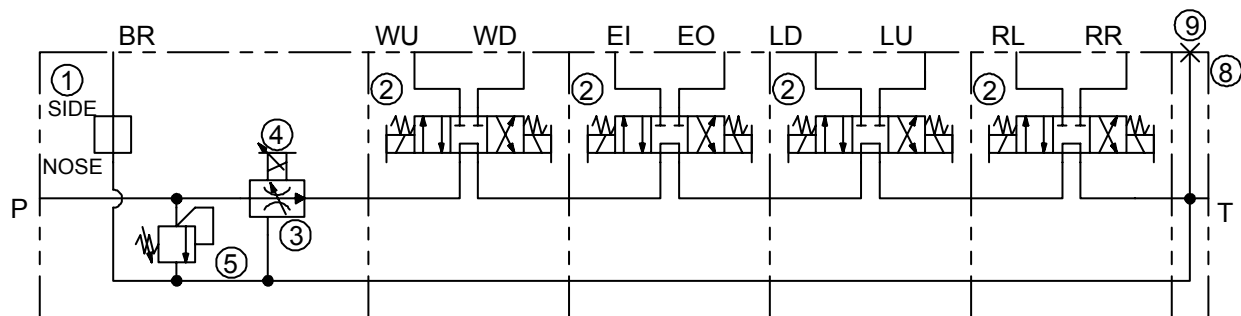 BR WU WD EI EO LD LU RL RR 9
1 2 2 2 2 8
SIDE
4
NOSE
P T
3
5